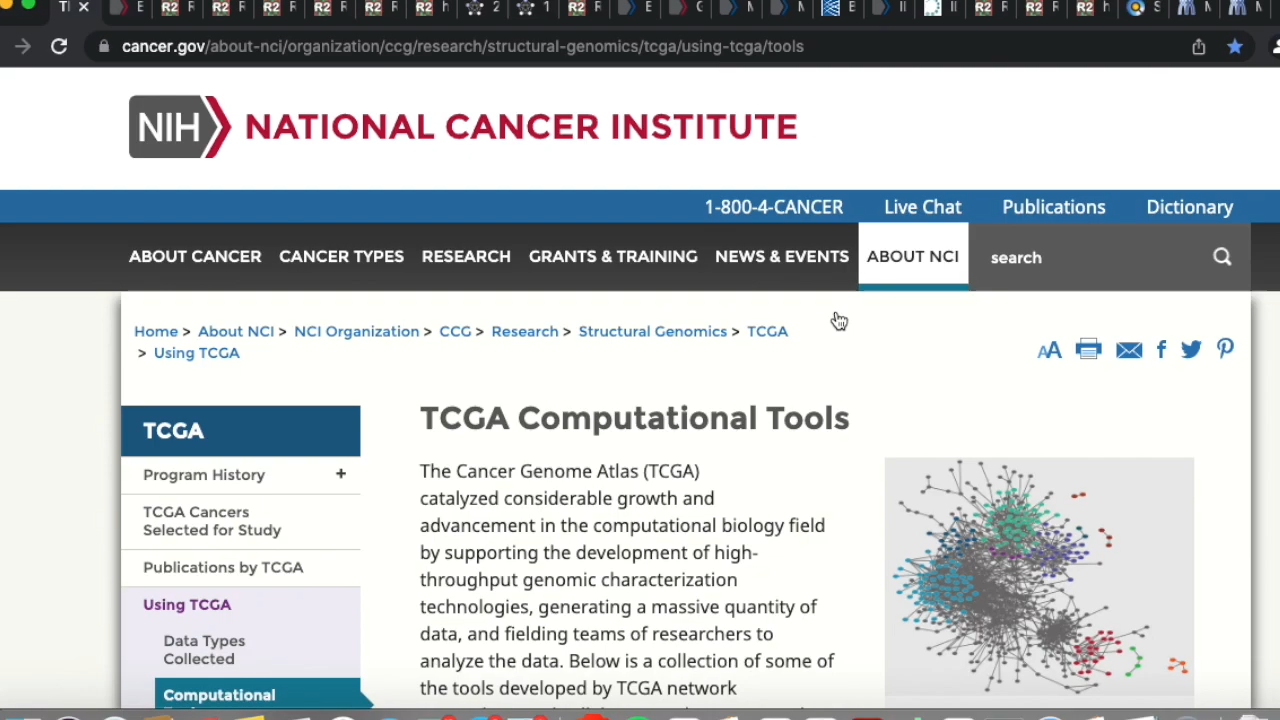 cancer.gov/about-nci/organization/ccg/research/structural-genomics/tcga/using-tcga/tools
NIH NATIONAL CANCER INSTITUTE
1-800-4-CANCER Live Chat Publications Dictionary
ABOUT CANCER CANCER TYPES RESEARCH GRANTS & TRAINING NEWS & EVENTS ABOUT NCI search
Home > About NCI > NCI Organization > CCG > Research > Structural Genomics > TCGA
> Using TCGA
AA
TCGA
Program History +
TCGA Cancers
Selected for Study
Publications by TCGA
Using TCGA
Data Types
Collected
Computational
TCGA Computational Tools
The Cancer Genome Atlas (TCGA)
catalyzed considerable growth and
advancement in the computational biology field
by supporting the development of high-
throughput genomic characterization
technologies, generating a massive quantity of
data, and fielding teams of researchers to
analyze the data. Below is a collection of some of
the tools developed by TCGA network